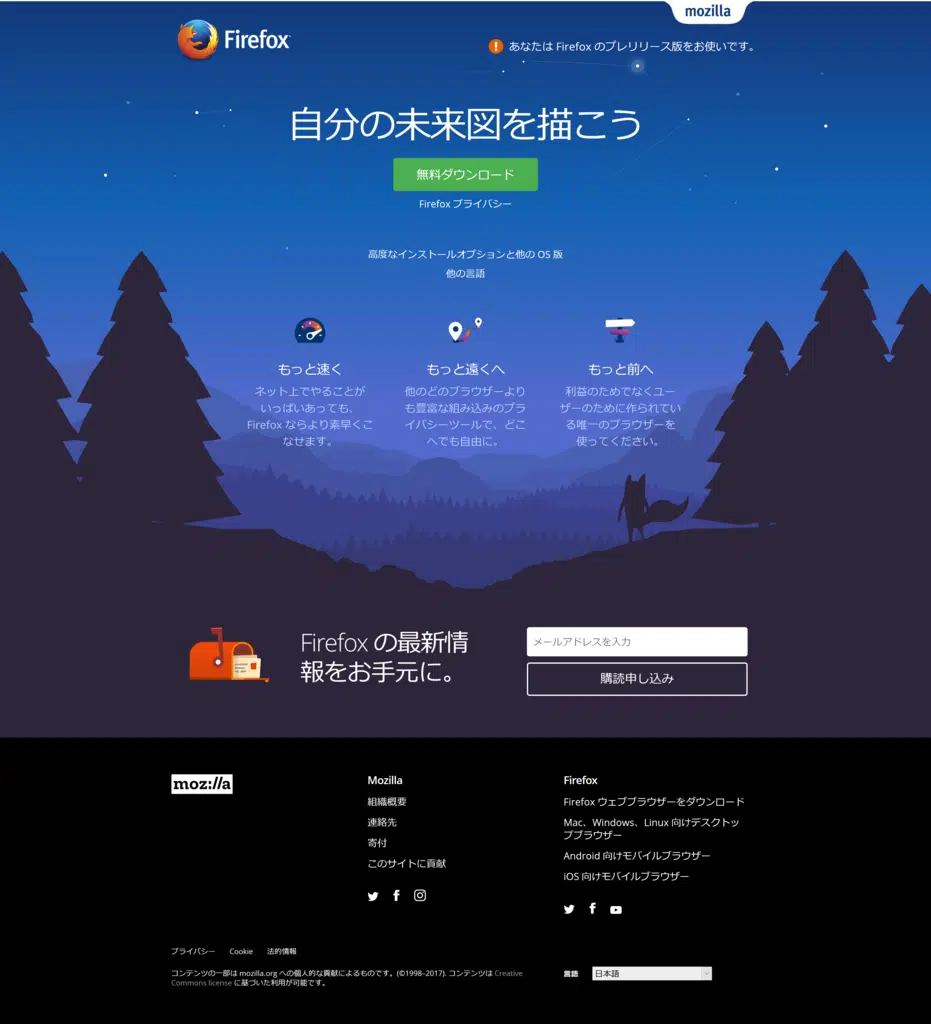 mozilla
Firefox
あなたは Firefox のプレリリース版をお使いです。
自分の未来図を描こう
無料ダウンロード
Firefox プライバシー
高度なインストールオプションと他の OS 版
他の言語
もっと速く
ネット上でやることが
いっぱいあっても、
Firefox ならより素早くこ
なせます。
もっと遠くへ
他のどのブラウザーより
も豊富な組み込みのプラ
イバシーツールで、どこ
へでも自由に。
もっと前へ
利益のためでなくユー
ザーのために作られてい
る唯一のブラウザーを
使ってください。
Firefox の最新情
報をお手元に。
メールアドレスを入力
購読申し込み
moz://a
Mozilla
組織概要
連絡先
寄付
このサイトに貢献
Firefox
Firefox ウェブブラウザーをダウンロード
Mac、Windows、Linux 向けデスクトッ
プブラウザー
Android 向けモバイルブラウザー
iOS 向けモバイルブラウザー
プライバシー Cookie 法的情報
コンテンツの一部は mozilla.org への個人的な貢献によるものです。(©1998–2017). コンテンツは Creative
Commons license に基づいた利用が可能です。
言語 日本語